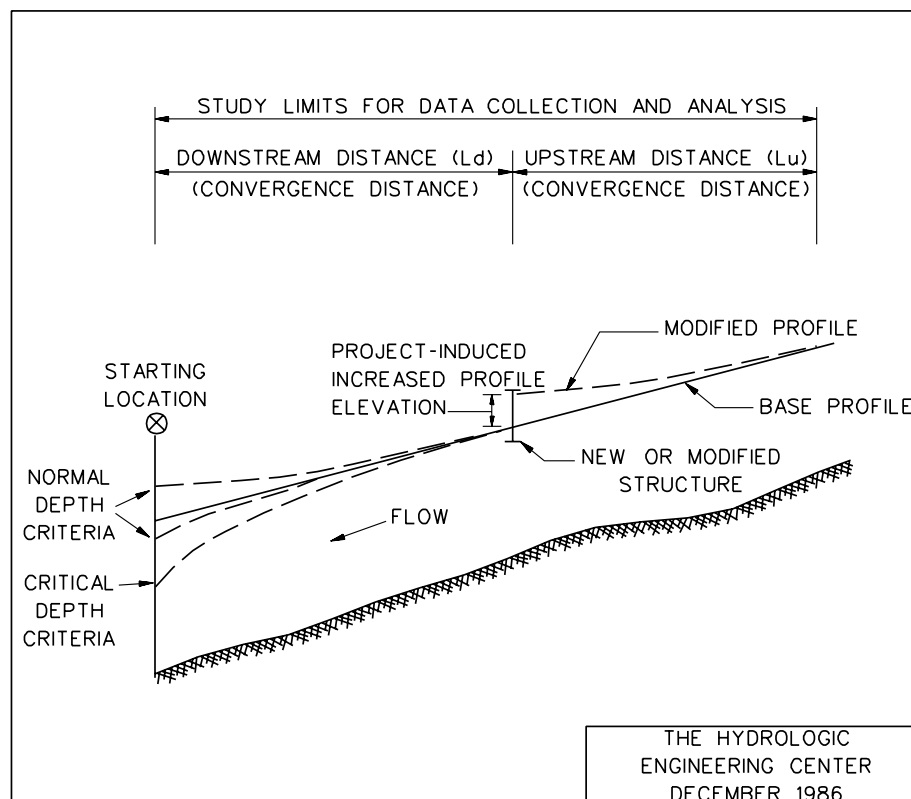 STUDY LIMITS FOR DATA COLLECTION AND ANALYSIS
DOWNSTREAM DISTANCE (Ld)
(CONVERGENCE DISTANCE)
UPSTREAM DISTANCE (Lu)
(CONVERGENCE DISTANCE)
MODIFIED PROFILE
PROJECT-INDUCED
INCREASED PROFILE
ELEVATION
STARTING
LOCATION
BASE PROFILE
NEW OR MODIFIED
STRUCTURE
NORMAL
DEPTH
CRITERIA
FLOW
CRITICAL
DEPTH
CRITERIA
THE HYDROLOGIC
ENGINEERING CENTER
DECEMBER 1986